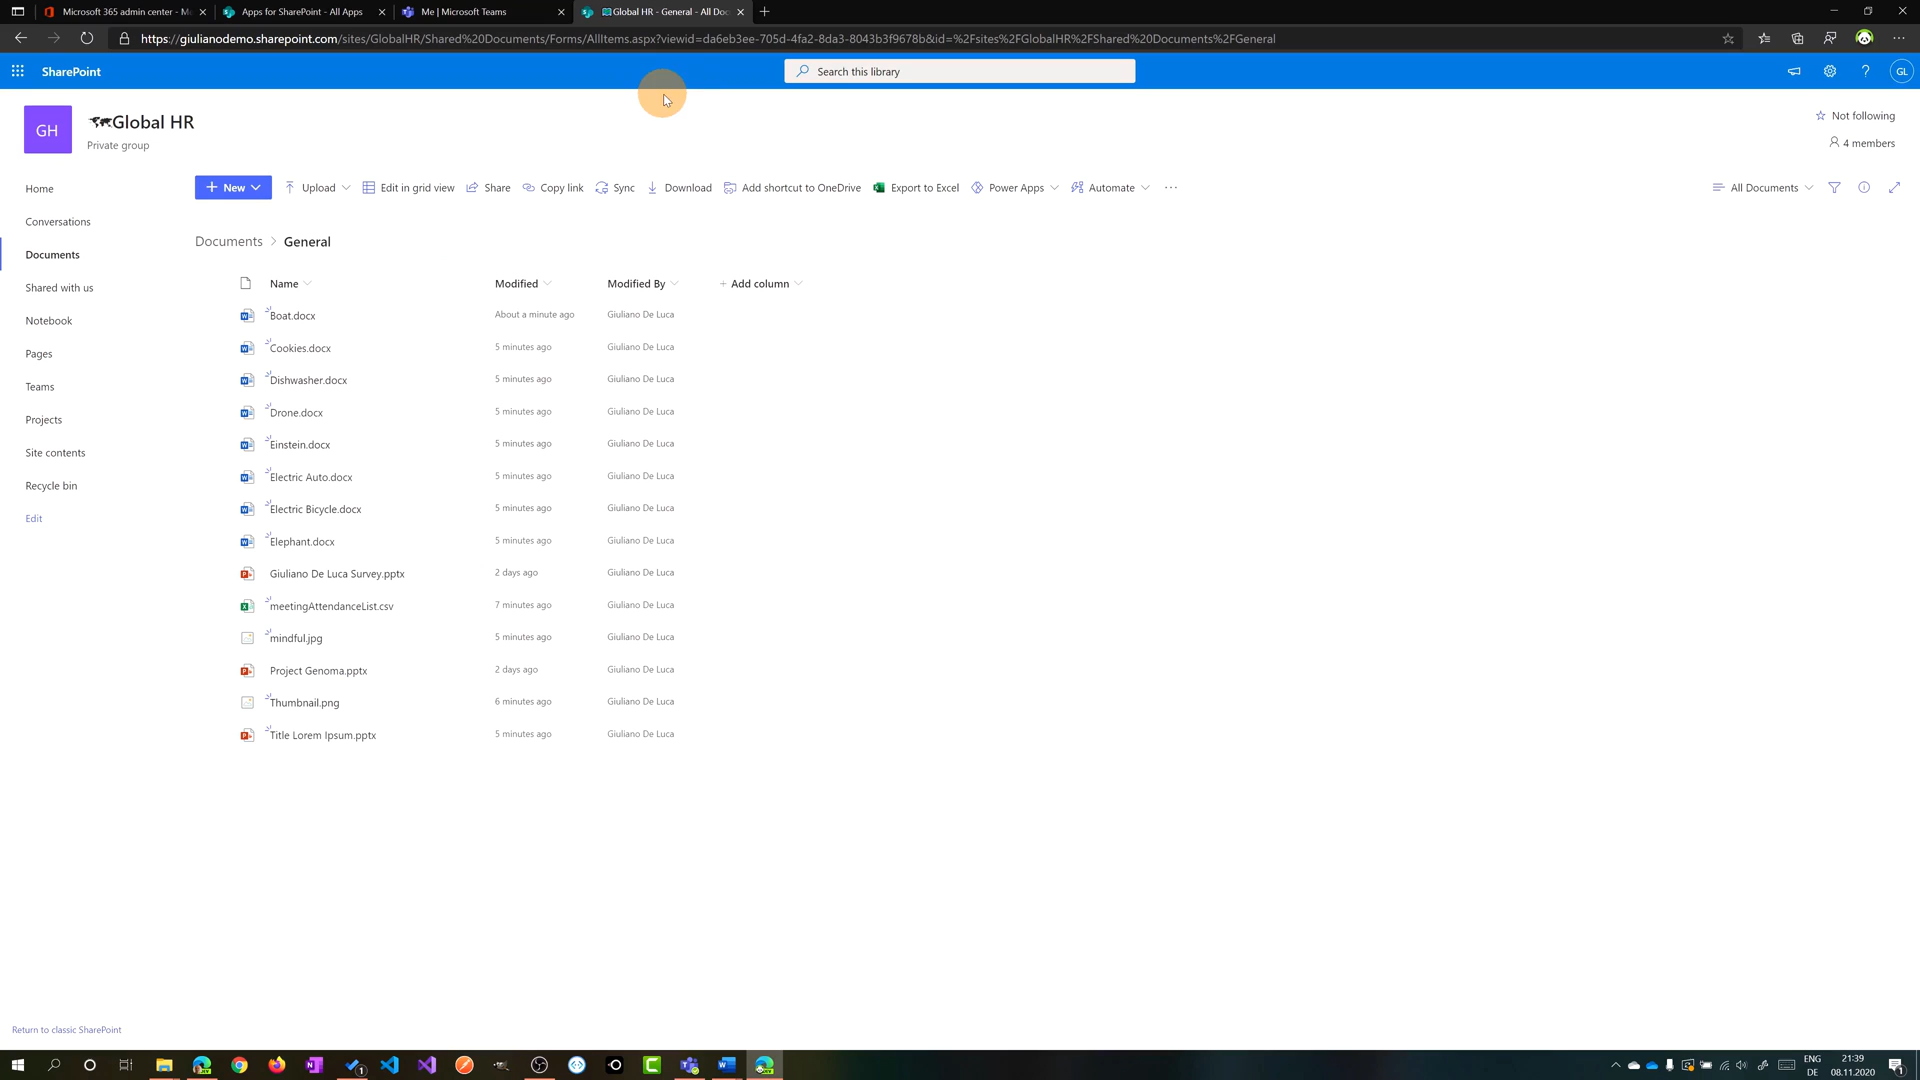 Microsoft 365 admin center - M
Apps for SharePoint - All Apps
Me | Microsoft Teams
Global HR - General - All Doc
https://giulianodemo.sharepoint.com/sites/GlobalHR/Shared%20Documents/Forms/AllItems.aspx?viewid=da6eb3ee-705d-4fa2-8da3-8043b3f9678b&id=%2Fsites%2FGlobalHR%2FShared%20Documents%2FGeneral
SharePoint
Search this library
GL
GH
Global HR
Private group
Not following
4 members
Home
Conversations
Documents
Shared with us
Notebook
Pages
Teams
Projects
Site contents
Recycle bin
Edit
New
Upload
Edit in grid view
Share
Copy link
Sync
Download
Add shortcut to OneDrive
Export to Excel
Power Apps
Automate
All Documents
Documents > General
Name Modified Modified By + Add column
Boat.docx About a minute ago Giuliano De Luca
Cookies.docx 5 minutes ago Giuliano De Luca
Dishwasher.docx 5 minutes ago Giuliano De Luca
Drone.docx 5 minutes ago Giuliano De Luca
Einstein.docx 5 minutes ago Giuliano De Luca
Electric Auto.docx 5 minutes ago Giuliano De Luca
Electric Bicycle.docx 5 minutes ago Giuliano De Luca
Elephant.docx 5 minutes ago Giuliano De Luca
Giuliano De Luca Survey.pptx 2 days ago Giuliano De Luca
meetingAttendanceList.csv 7 minutes ago Giuliano De Luca
mindful.jpg 5 minutes ago Giuliano De Luca
Project Genoma.pptx 2 days ago Giuliano De Luca
Thumbnail.png 6 minutes ago Giuliano De Luca
Title Lorem Ipsum.pptx 5 minutes ago Giuliano De Luca
Return to classic SharePoint
ENG
DE
21:39
08.11.2020